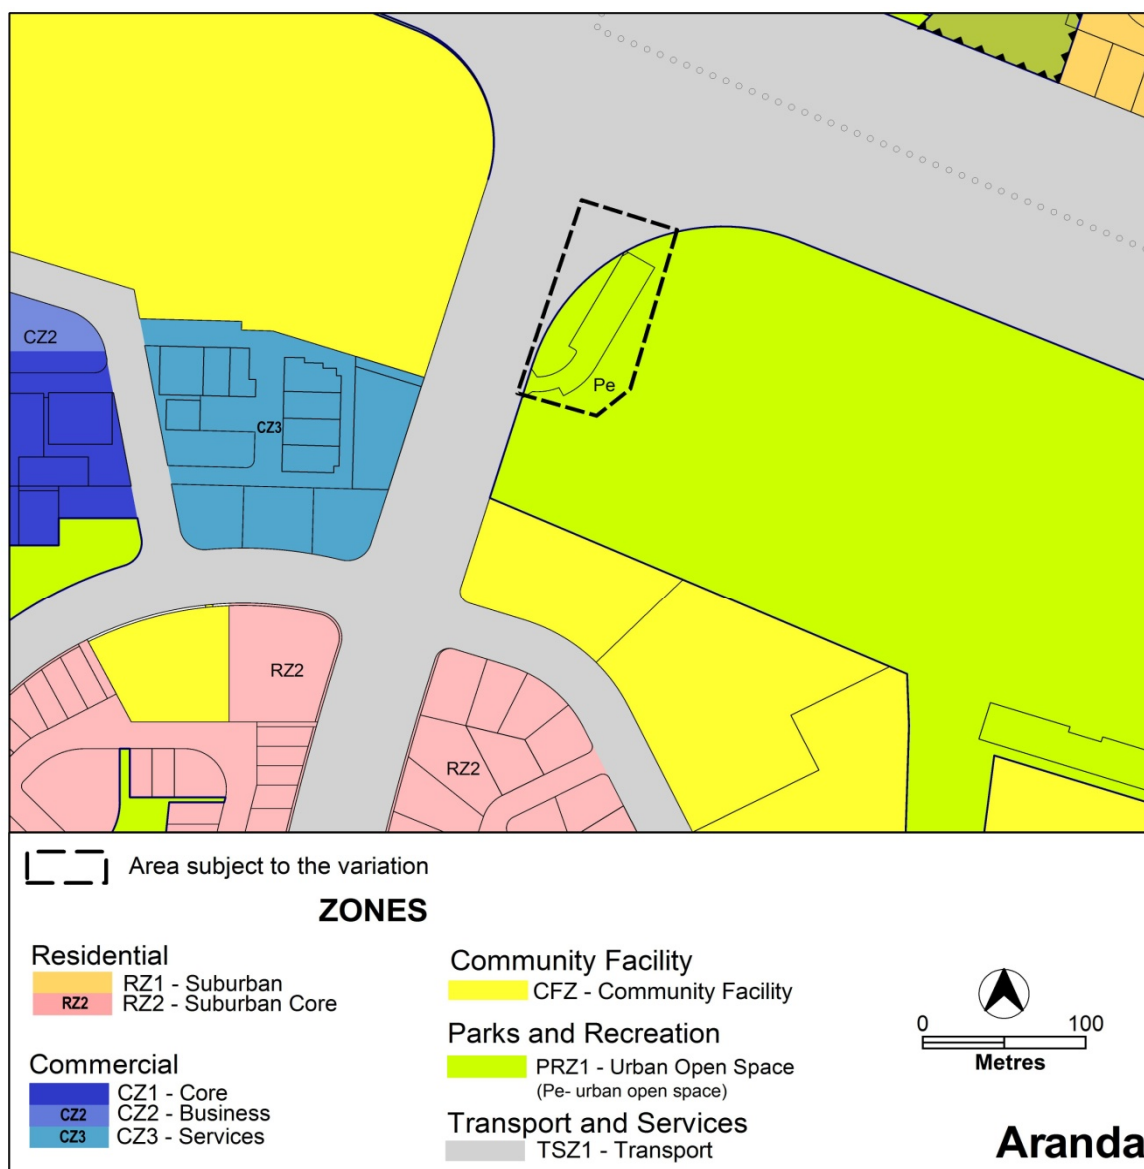 CZ2
Pe
CZ3
RZ2
RZ2
Area subject to the variation
ZONES
Residential
RZ1 - Suburban
RZ2 RZ2 - Suburban Core
Commercial
CZ1 - Core
CZ2 CZ2 - Business
CZ3 CZ3 - Services
Community Facility
CFZ - Community Facility
Parks and Recreation
PRZ1 - Urban Open Space
(Pe- urban open space)
Transport and Services
TSZ1 - Transport
0 100
Metres
Aranda